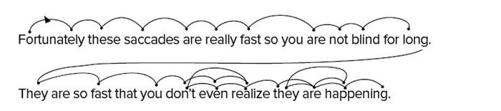 Fortunately these saccades are really fast so you are not blind for long.
They are so fast that you don't even realize they are happening.